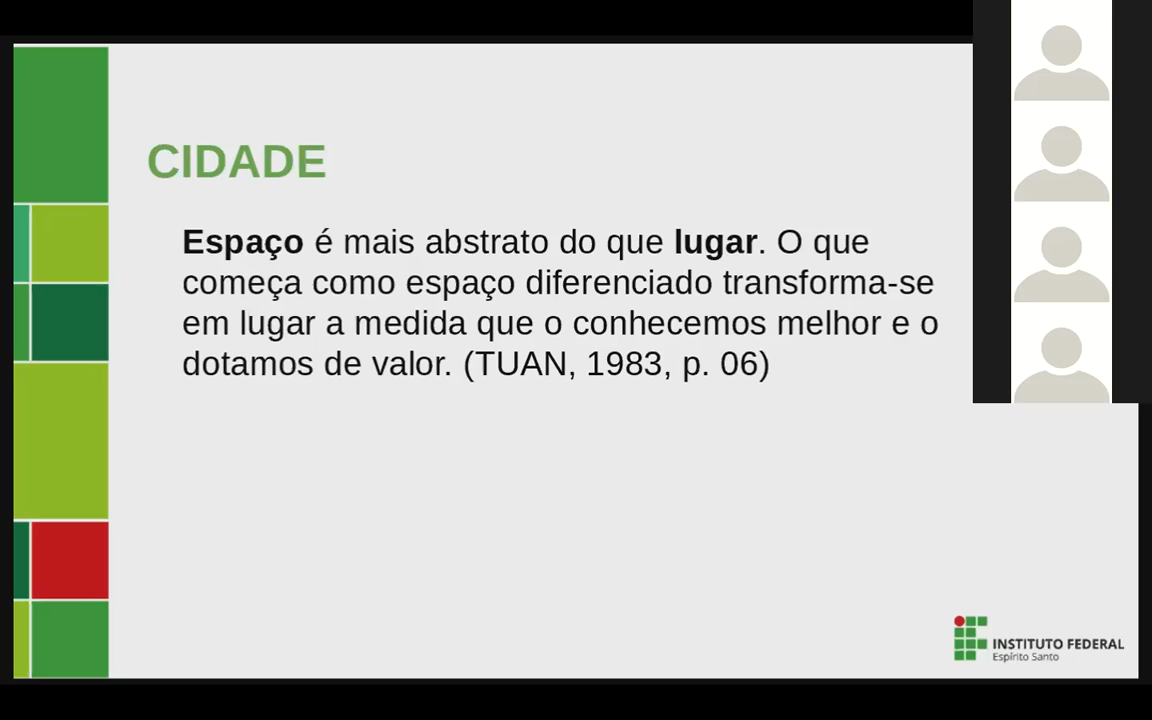 CIDADE
Espaço é mais abstrato do que lugar. O que
começa como espaço diferenciado transforma-se
em lugar a medida que o conhecemos melhor e o
dotamos de valor. (TUAN, 1983, p. 06)
INSTITUTO FEDERAL
Espírito Santo